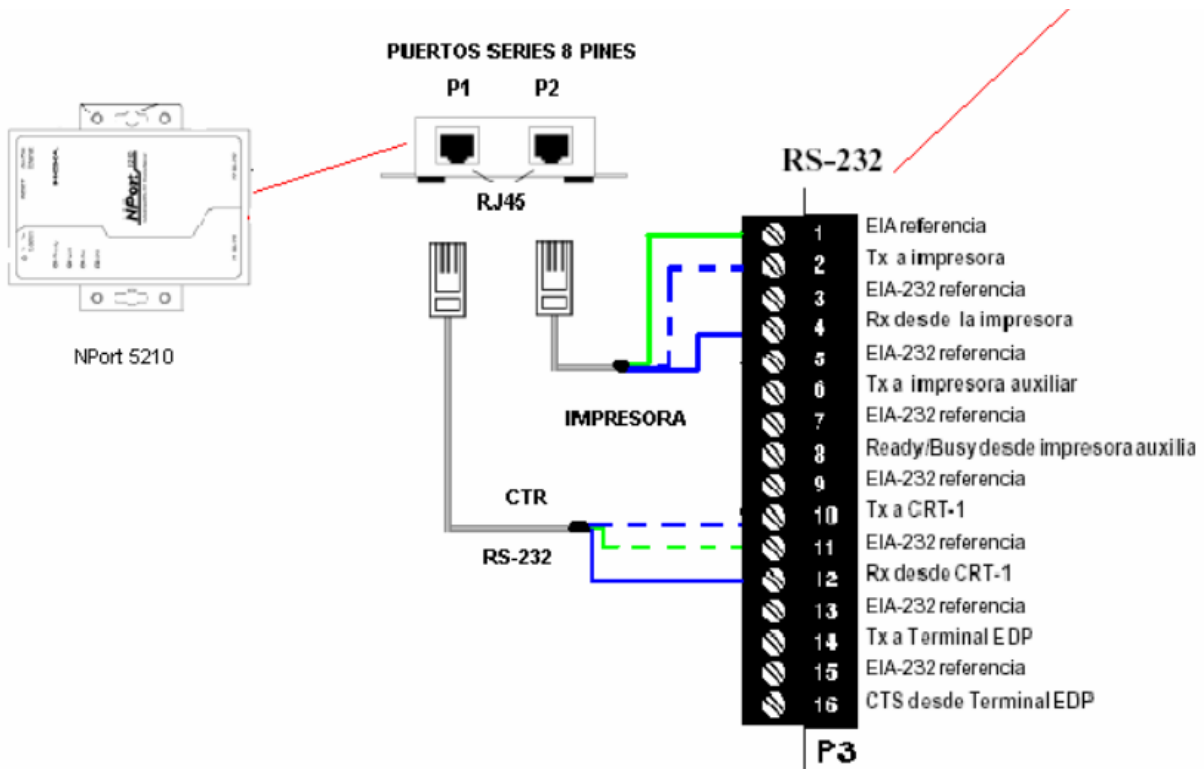 PUERTOS SERIES 8 PINES
P1 P2
RJ45
NPort
NPort 5210
IMPRESORA
CTR
RS-232
RS-232
1 EIA referencia
2 Tx a impresora
3 EIA-232 referencia
4 Rx desde la impresora
5 EIA-232 referencia
6 Tx a impresora auxiliar
7 EIA-232 referencia
8 Ready/Busy desde impresora auxilia
9 EIA-232 referencia
10 Tx a CRT-1
11 EIA-232 referencia
12 Rx desde CRT-1
13 EIA-232 referencia
14 Tx a Terminal EDP
15 EIA-232 referencia
16 CTS desde Terminal EDP
P3